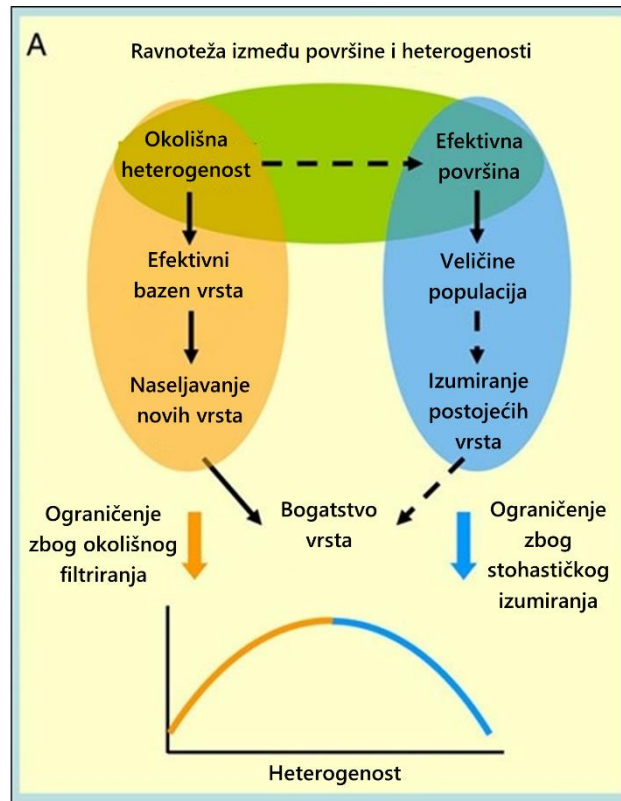 A
Ravnoteža između površine i heterogenosti
Okolišna
heterogenost
Efektivna
površina
Efektivni
bazen vrsta
Veličine
populacija
Naseljavanje
novih vrsta
Izumiranje
postojećih
vrsta
Ograničenje
zbog okolišnog
filtriranja
Bogatstvo
vrsta
Ograničenje
zbog
stohastičkog
izumiranja
Heterogenost